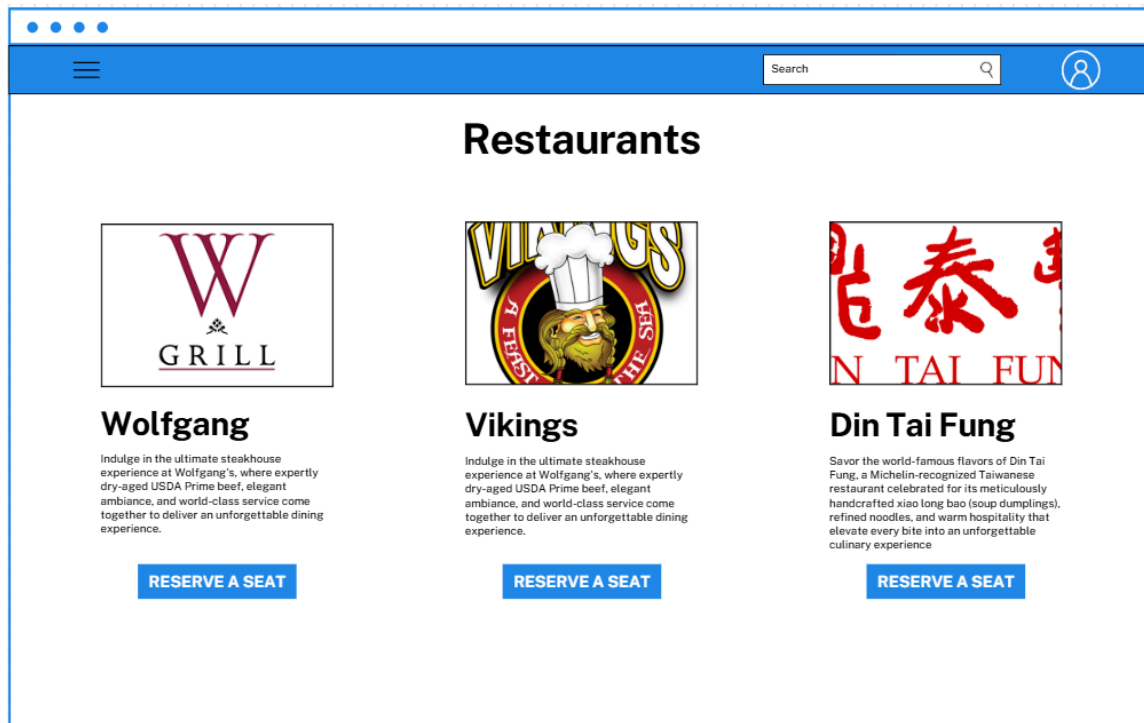 Search
Restaurants
W
GRILL
Wolfgang
Indulge in the ultimate steakhouse
experience at Wolfgang's, where expertly
dry-aged USDA Prime beef, elegant
ambiance, and world-class service come
together to deliver an unforgettable dining
experience.
RESERVE A SEAT
VIKINGS
A FEAST
THE SEA
Vikings
Indulge in the ultimate steakhouse
experience at Wolfgang's, where expertly
dry-aged USDA Prime beef, elegant
ambiance, and world-class service come
together to deliver an unforgettable dining
experience.
RESERVE A SEAT
泰
N TAI FUN
Din Tai Fung
Savor the world-famous flavors of Din Tai
Fung, a Michelin-recognized Taiwanese
restaurant celebrated for its meticulously
handcrafted xiao long bao (soup dumplings),
refined noodles, and warm hospitality that
elevate every bite into an unforgettable
culinary experience
RESERVE A SEAT